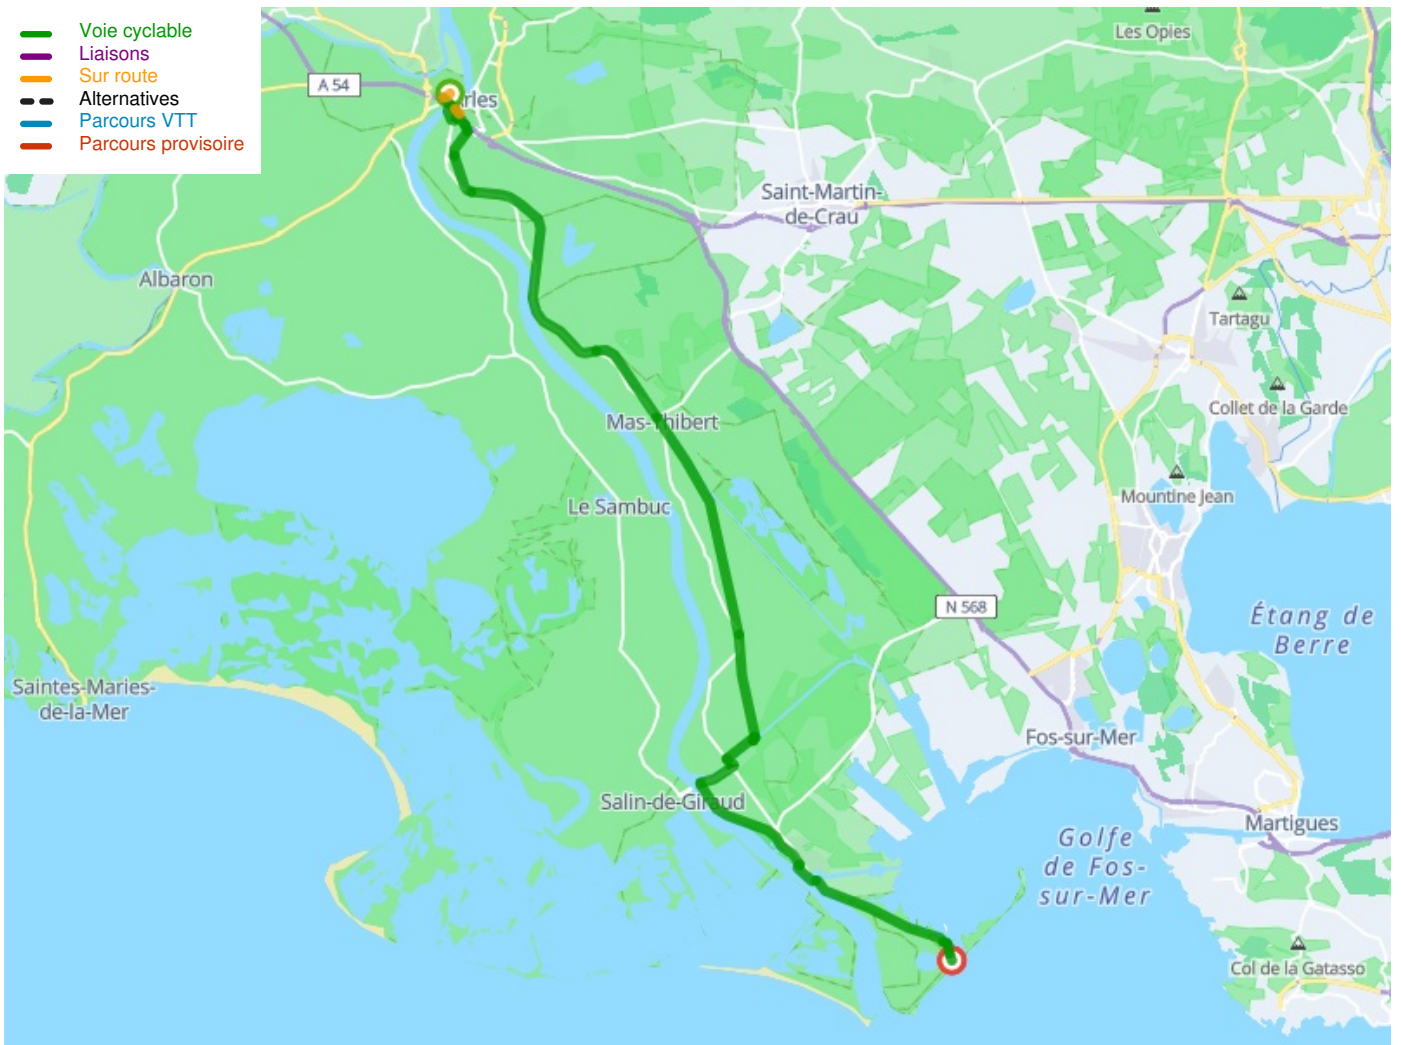 Voie cyclable
Liaisons
Sur route
Alternatives
Parcours VTT
Parcours provisoire
Les Opies
A 54
rles
Saint-Martin-
de-Crau
Albaron
Tartagu
Collet de la Garde
Mas-Thibert
Mountine Jean
Le Sambuc
N 568
Étang de
Berre
Saintes-Maries-
de-la-Mer
Fos-sur-Mer
Salin-de-Giraud
Martigues
Golfe
de Fos-
sur-Mer
Col de la Gatasso